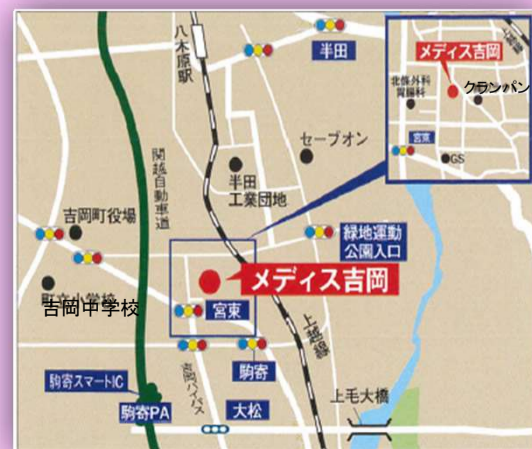 八木原駅
半田
メディス吉岡
北條外科
胃腸科
クランパン
宮東
GS
セーブオン
関越自動車道
半田
工業団地
吉岡町役場
緑地運動
公園入口
メディス吉岡
吉岡中学校
宮東
上越線
駒寄
駒寄スマートIC
吉岡バイパス
上毛大橋
駒寄PA
大松